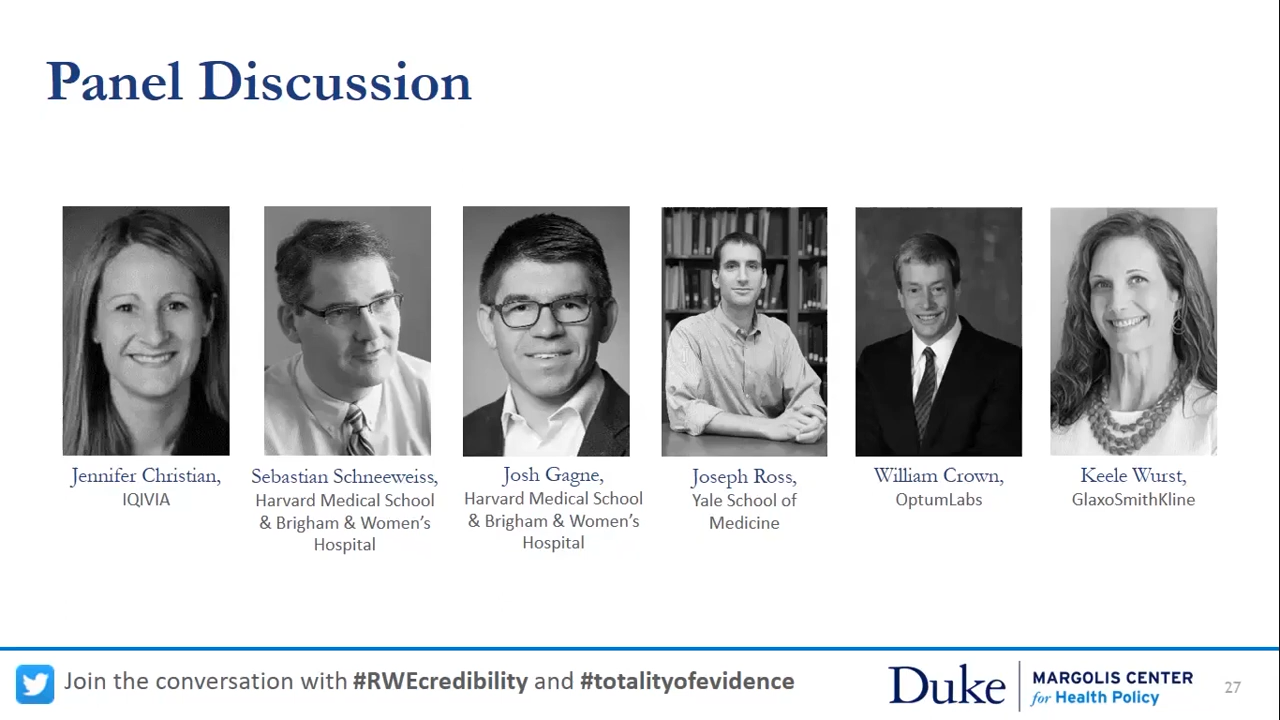 Panel Discussion
Jennifer Christian,
IQIVIA
Sebastian Schneeweiss,
Harvard Medical School
& Brigham & Women's
Hospital
Josh Gagne,
Harvard Medical School
& Brigham & Women's
Hospital
Joseph Ross,
Yale School of
Medicine
William Crown,
OptumLabs
Keele Wurst,
GlaxoSmithKline
Join the conversation with #RWEcredibility and #totalityofevidence
Duke
MARGOLIS CENTER
for Health Policy
27